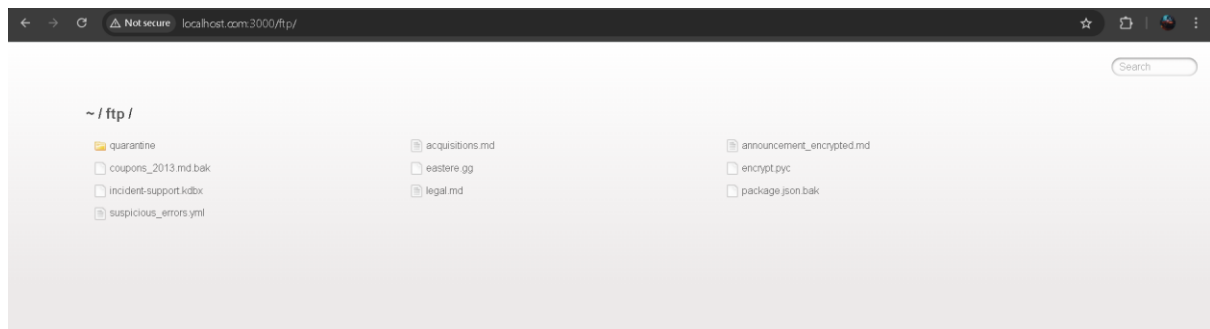 Not secure localhost.com:3000/ftp/
Search
~ / ftp /
quarantine acquisitions.md announcement_encrypted.md
coupons_2013.md.bak eastere.gg encrypt.pyc
incident-support.kdbx legal.md package.json.bak
suspicious_errors.yml